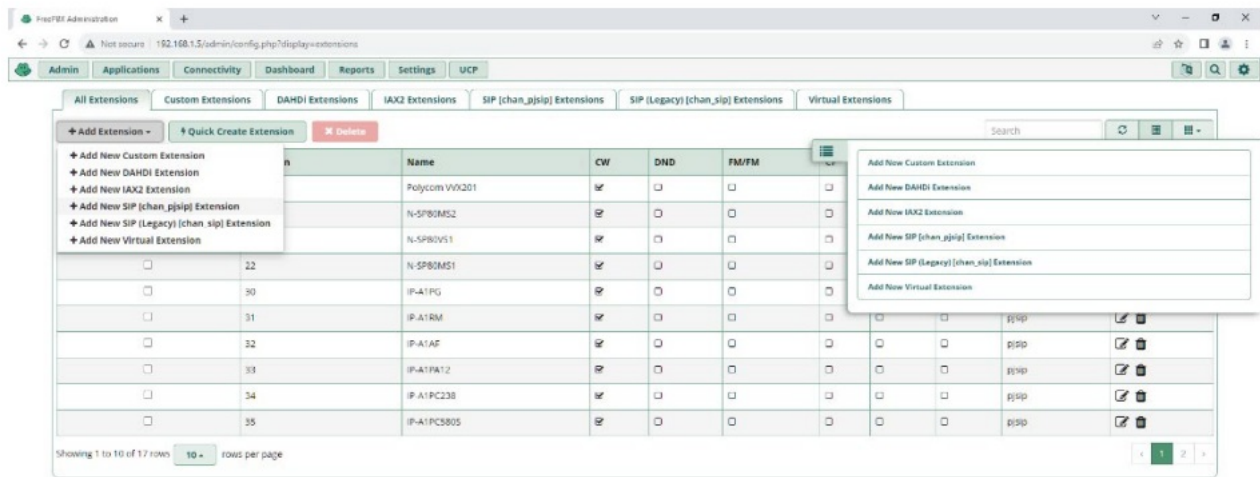 FreePBX Administration
Not secure 192.168.1.5/admin/config.php?display=extensions
Admin Applications Connectivity Dashboard Reports Settings UCP
All Extensions Custom Extensions DAHDi Extensions IAX2 Extensions SIP [chan_pjsip] Extensions SIP (Legacy) [chan_sip] Extensions Virtual Extensions
+ Add Extension Quick Create Extension Delete Search
+ Add New Custom Extension
+ Add New DAHDi Extension
+ Add New IAX2 Extension
+ Add New SIP [chan_pjsip] Extension
+ Add New SIP (Legacy) [chan_sip] Extension
+ Add New Virtual Extension
Name CW DND FM/FM
Polycom VVX201
N-SP80MS2
N-SP80VS1
22 N-SP80MS1
30 IP-A1PG
31 IP-A1RM pjsip
32 IP-A1AF pjsip
33 IP-A1PA12 pjsip
34 IP-A1PC238 pjsip
35 IP-A1PC580S pjsip
Add New Custom Extension
Add New DAHDi Extension
Add New IAX2 Extension
Add New SIP [chan_pjsip] Extension
Add New SIP (Legacy) [chan_sip] Extension
Add New Virtual Extension
Showing 1 to 10 of 17 rows 10 rows per page
1 2